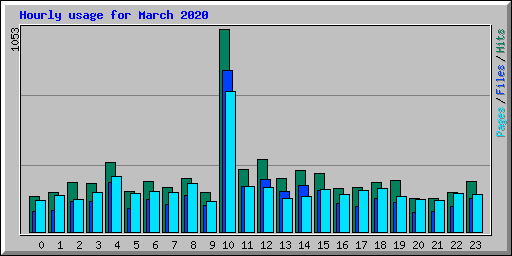 Hourly usage for March 2020
1053
Pages / Files / Hits
0 1 2 3 4 5 6 7 8 9 10 11 12 13 14 15 16 17 18 19 20 21 22 23